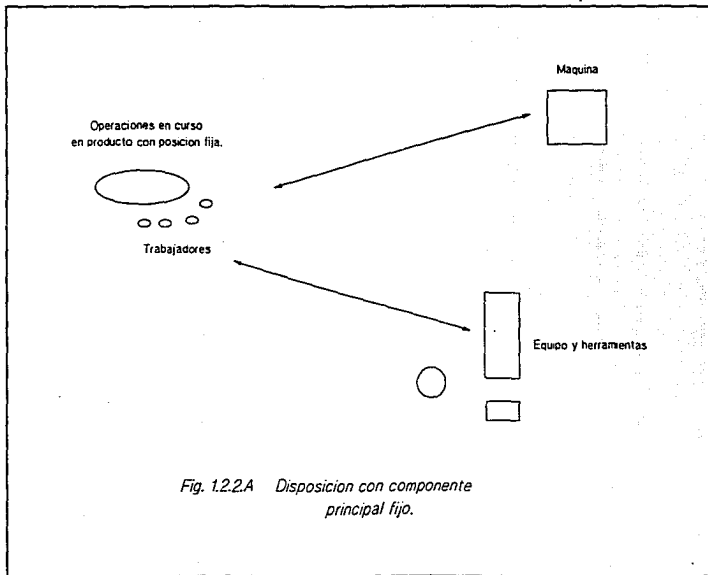 Maquina
Operaciones en curso
en producto con posicion fija.
Trabajadores
Equipo y herramientas
Fig. 1.2.2.A Disposicion con componente
principal fijo.